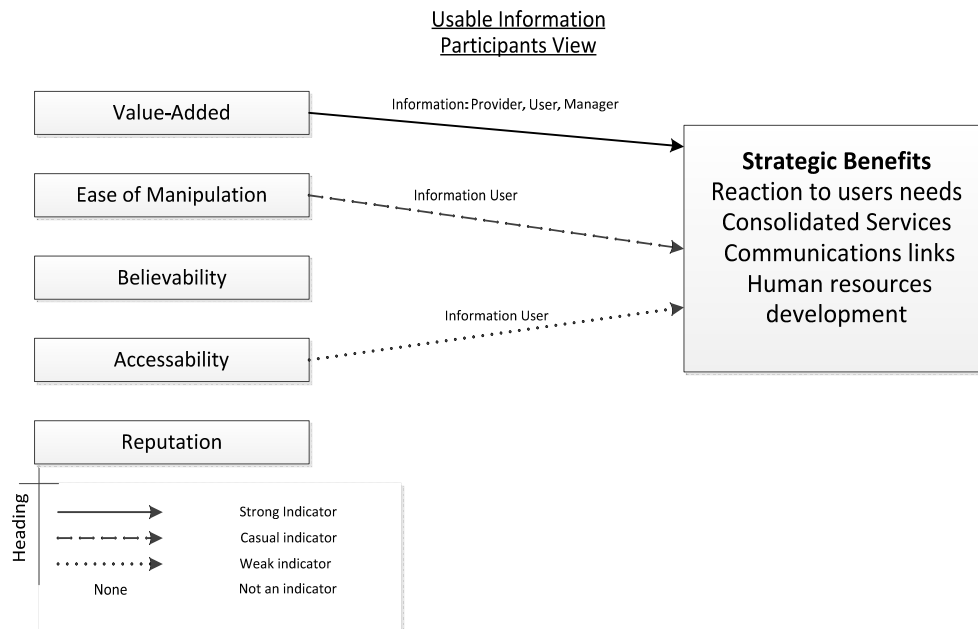 Usable Information
Participants View
Value-Added
Information: Provider, User, Manager
Ease of Manipulation
Information User
Believability
Information User
Accessability
Reputation
Strategic Benefits
Reaction to users needs
Consolidated Services
Communications links
Human resources
development
Heading
Strong Indicator
Casual indicator
Weak indicator
None
Not an indicator